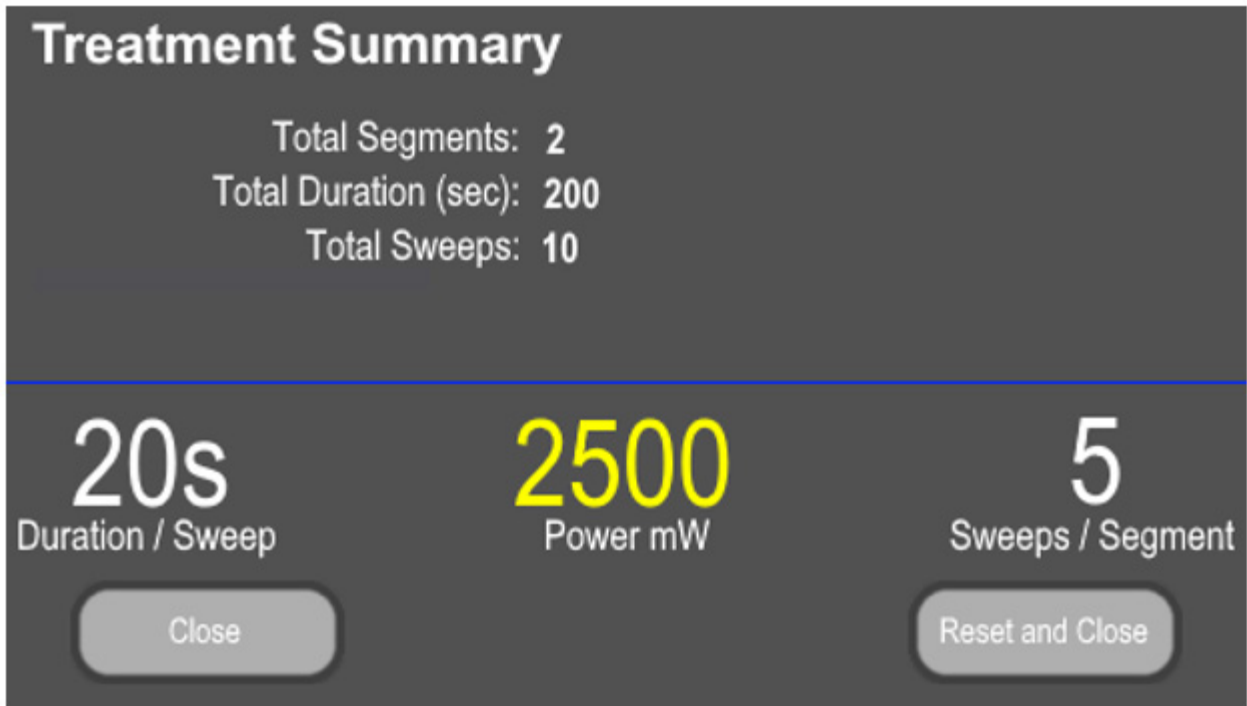 Treatment Summary
Total Segments: 2
Total Duration (sec): 200
Total Sweeps: 10
20s 2500 5
Duration / Sweep Power mW Sweeps / Segment
Close Reset and Close